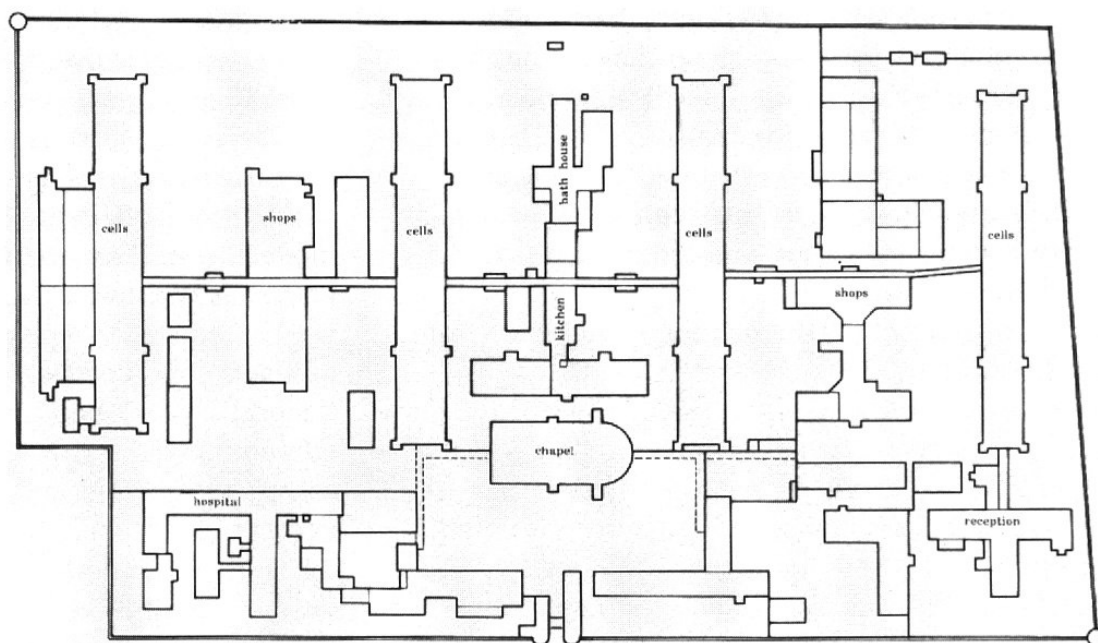 bath house
shops
cells
cells
cells
cells
kitchen
shops
chapel
hospital
reception